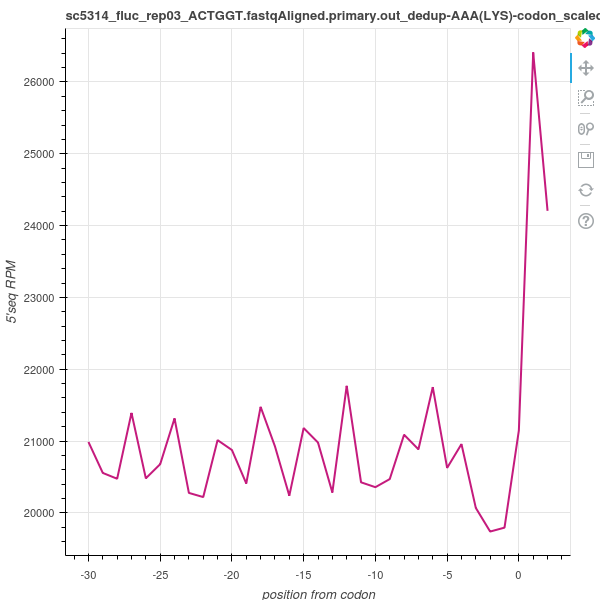 sc5314_fluc_rep03_ACTGGT.fastqAligned.primary.out_dedup-AAA(LYS)-codon_scaled
26000
25000
24000
23000
22000
21000
20000
5'seq RPM
-30 -25 -20 -15 -10 -5 0
position from codon